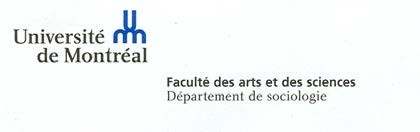 Université
de Montréal
Faculté des arts et des sciences
Département de sociologie